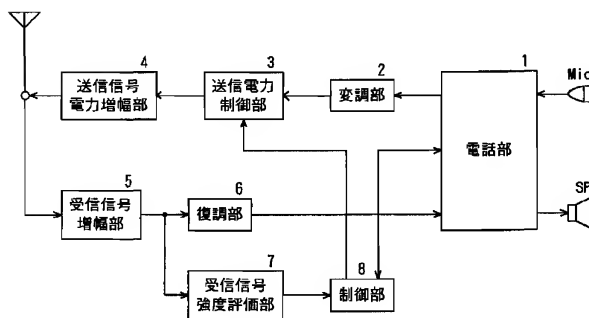 4
送信信号
電力増幅部
3
送信電力
制御部
2
変調部
1
電話部
Mic
5
受信信号
増幅部
6
復調部
SP
7
受信信号
強度評価部
8
制御部